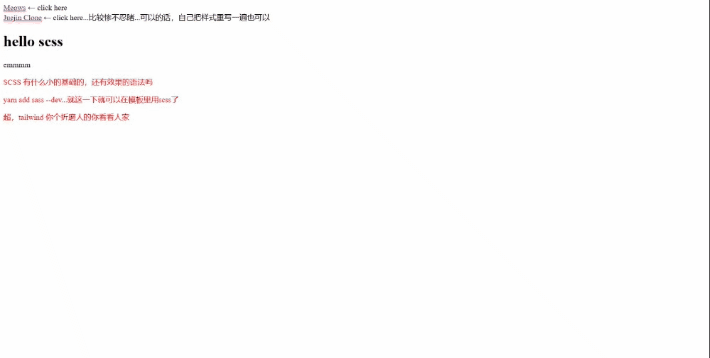 Meows ← click here
Juejin Clone ← click here...比较惨不忍睹...可以的话，自己把样式重写一遍也可以
hello scss
emmmm
SCSS 有什么小的基础的，还有效果的语法吗
yarn add sass --dev...就这一下就可以在模板里用scss了
超，tailwind 你个折磨人的你看看人家